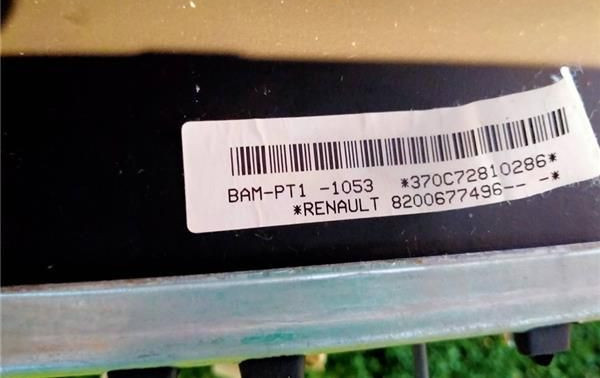 BAM-PT1 -1053 *370C72810286*
*RENAULT 8200677496-- -*